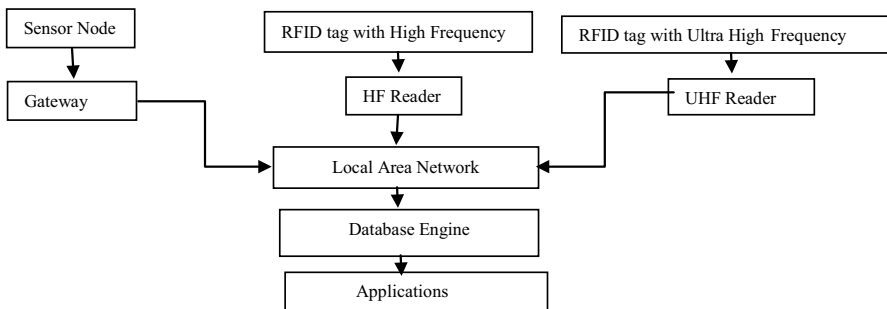 Sensor Node
RFID tag with High Frequency
RFID tag with Ultra High Frequency
Gateway
HF Reader
UHF Reader
Local Area Network
Database Engine
Applications